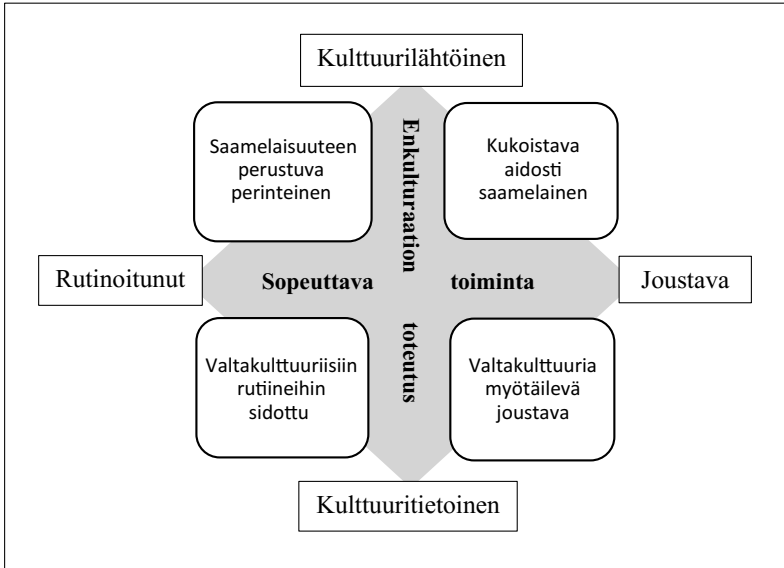 Kulttuurilähtöinen
Saamelaisuuteen
perustuva
perinteinen
Kukoistava
aidosti
saamelainen
Enkulturaation
toteutus
Rutinoitunut
Sopeuttava toiminta
Joustava
Valtakulttuuriisiin
rutiineihin
sidottu
Valtakulttuuria
myötäilevä
joustava
Kulttuuritietoinen